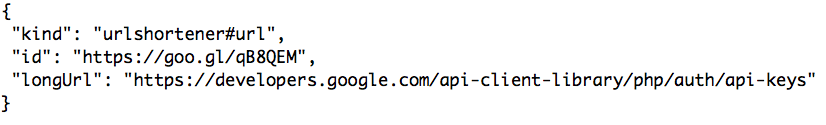 {
 "kind": "urlshortener#url",
 "id": "https://goo.gl/qB8QEM",
 "longUrl": "https://developers.google.com/api-client-library/php/auth/api-keys"
}